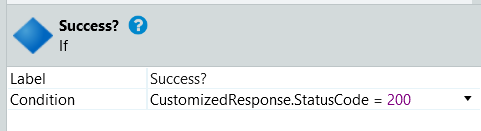 Success? ?
If
Label Success?
Condition CustomizedResponse.StatusCode = 200